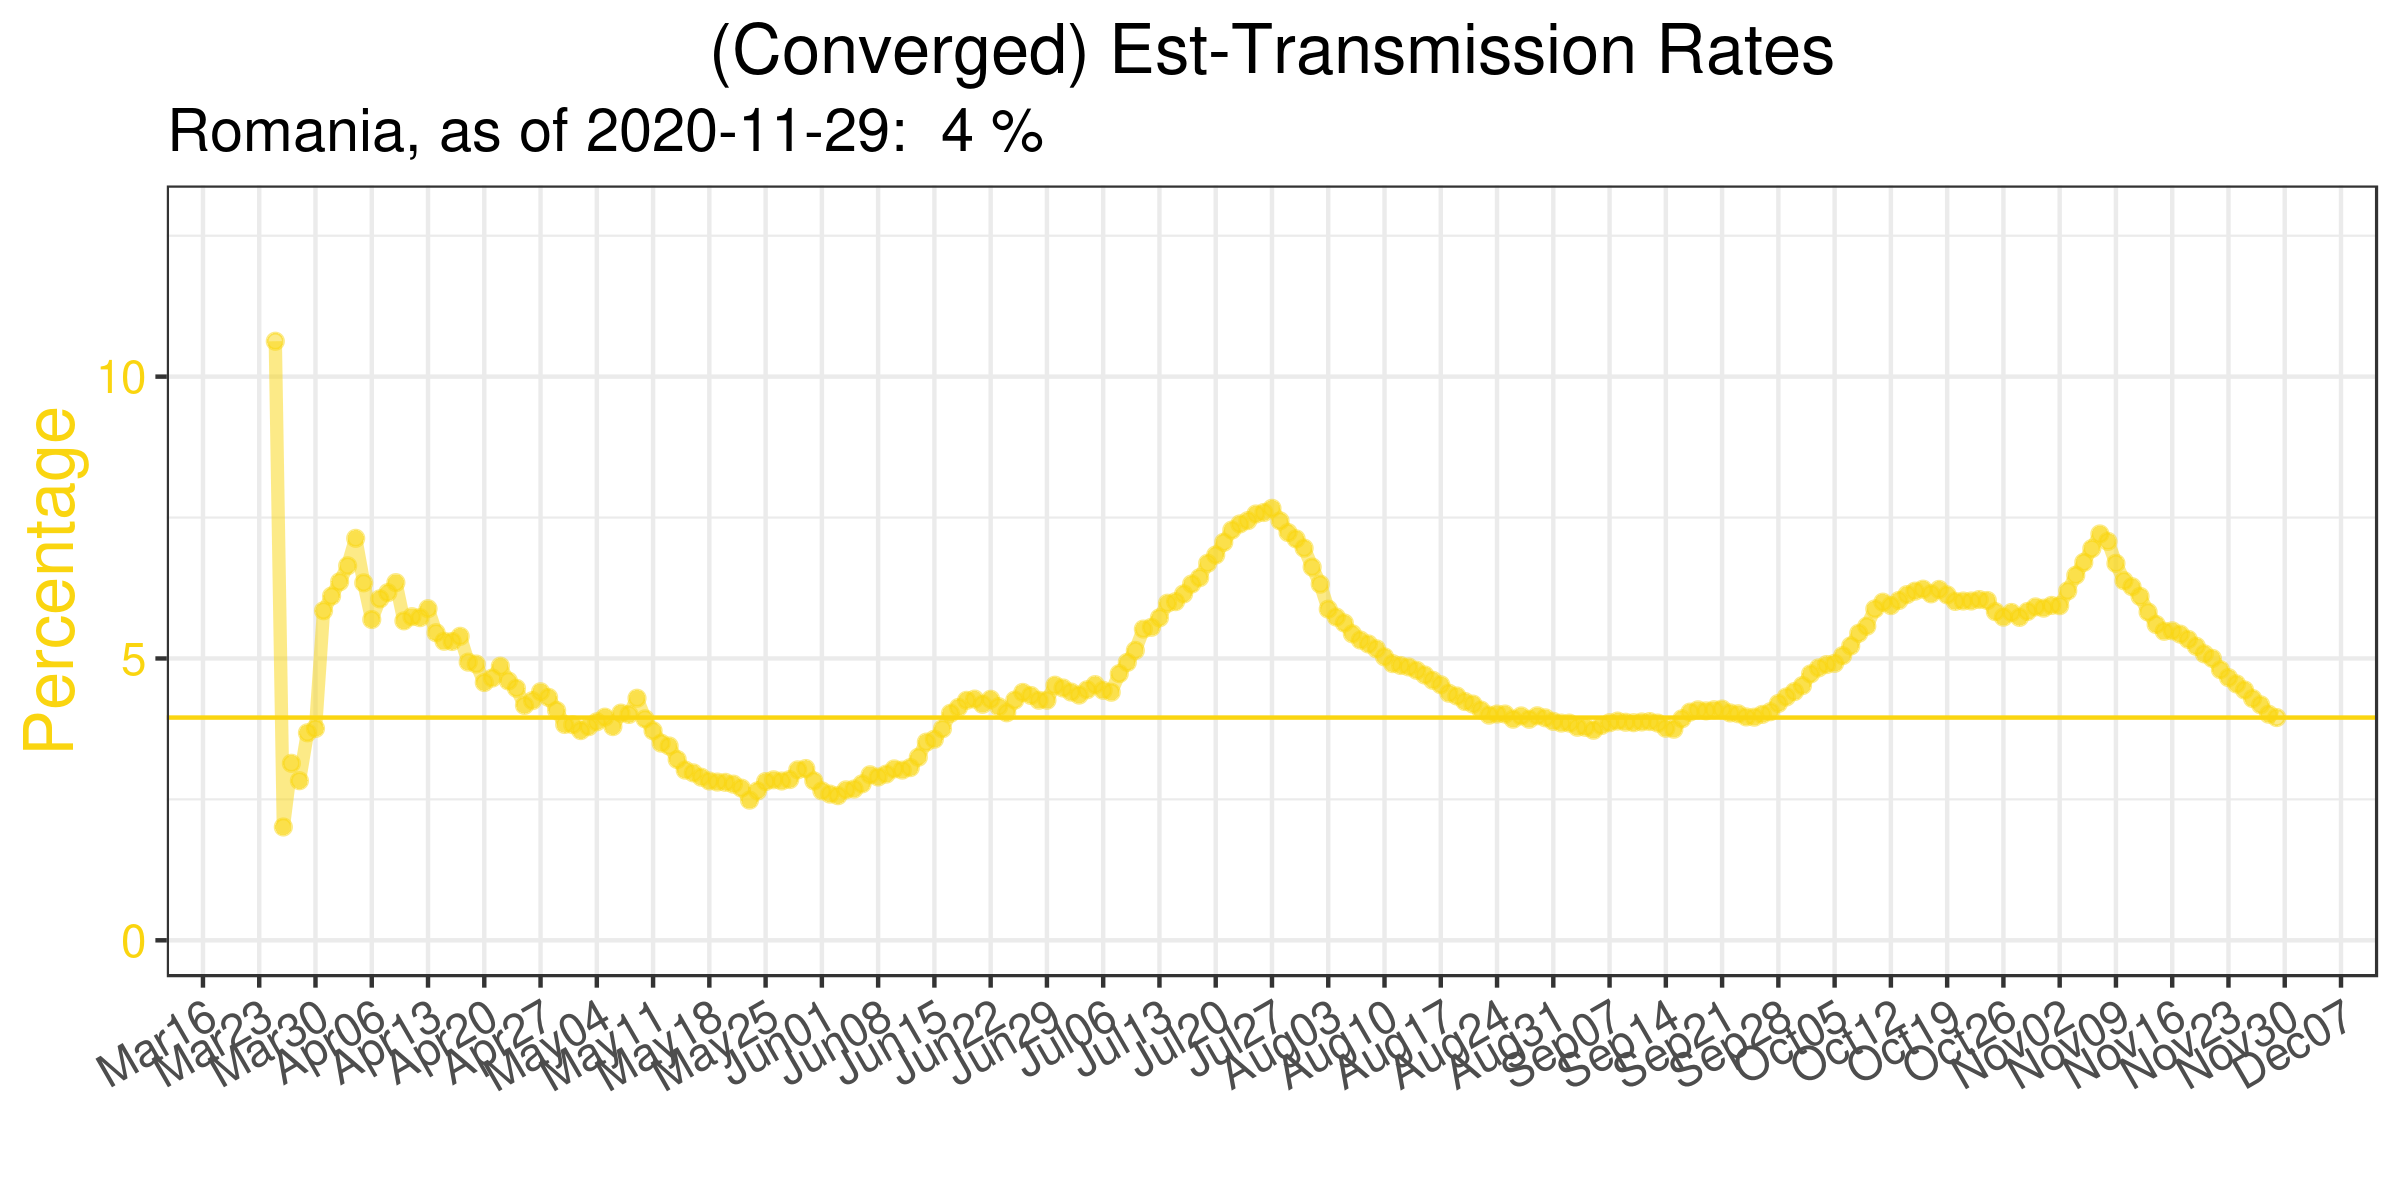 (Converged) Est-Transmission Rates
Romania, as of 2020-11-29:  4 %
Percentage
10
5
0
Mar16
Mar23
Mar30
Apr06
Apr13
Apr20
Apr27
May04
May11
May18
May25
Jun01
Jun08
Jun15
Jun22
Jun29
Jul06
Jul13
Jul20
Jul27
Aug03
Aug10
Aug17
Aug24
Aug31
Sep07
Sep14
Sep21
Sep28
Oct05
Oct12
Oct19
Oct26
Nov02
Nov09
Nov16
Nov23
Nov30
Dec07